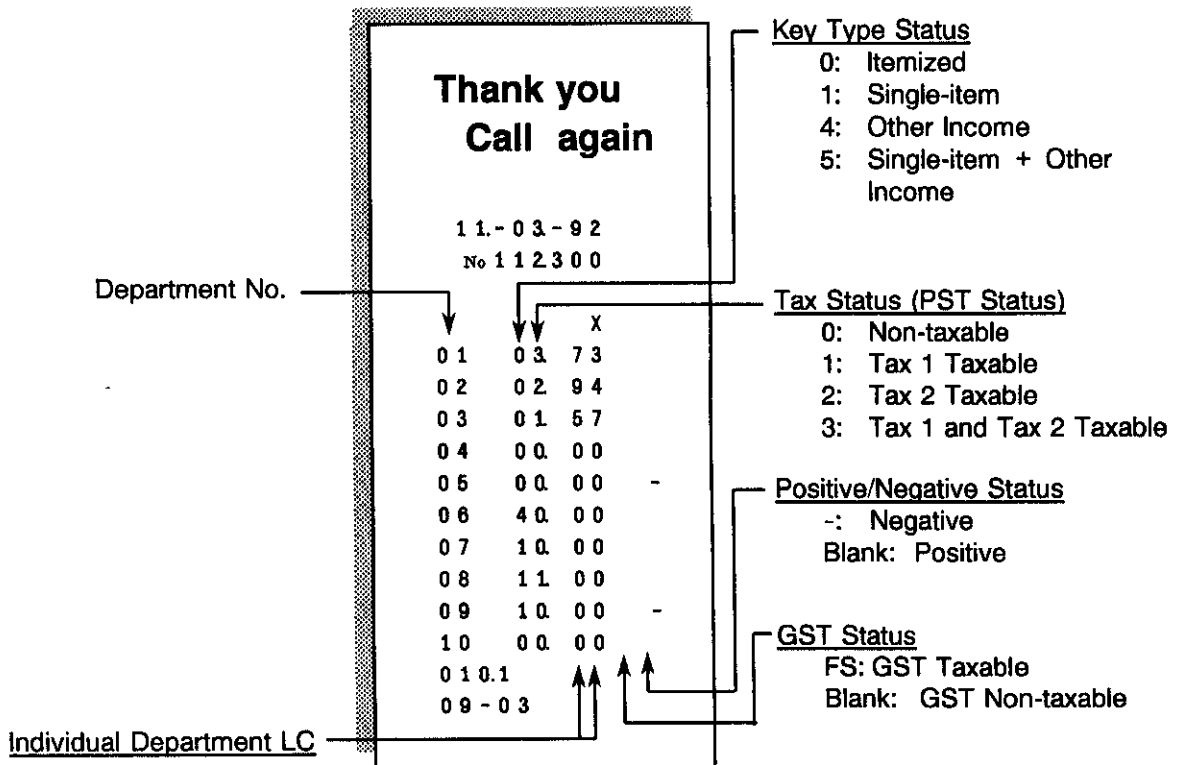 Thank you
Call again
11.-03.-92
No 112300
X
01 03. 73
02 02. 94
03 01. 57
04 00. 00
05 00. 00 -
06 40. 00
07 10. 00
08 11. 00
09 10. 00 -
10 00. 00
010.1
09-03
Department No.
Individual Department LC
Key Type Status
0: Itemized
1: Single-item
4: Other Income
5: Single-item + Other
Income
Tax Status (PST Status)
0: Non-taxable
1: Tax 1 Taxable
2: Tax 2 Taxable
3: Tax 1 and Tax 2 Taxable
Positive/Negative Status
-: Negative
Blank: Positive
GST Status
FS: GST Taxable
Blank: GST Non-taxable